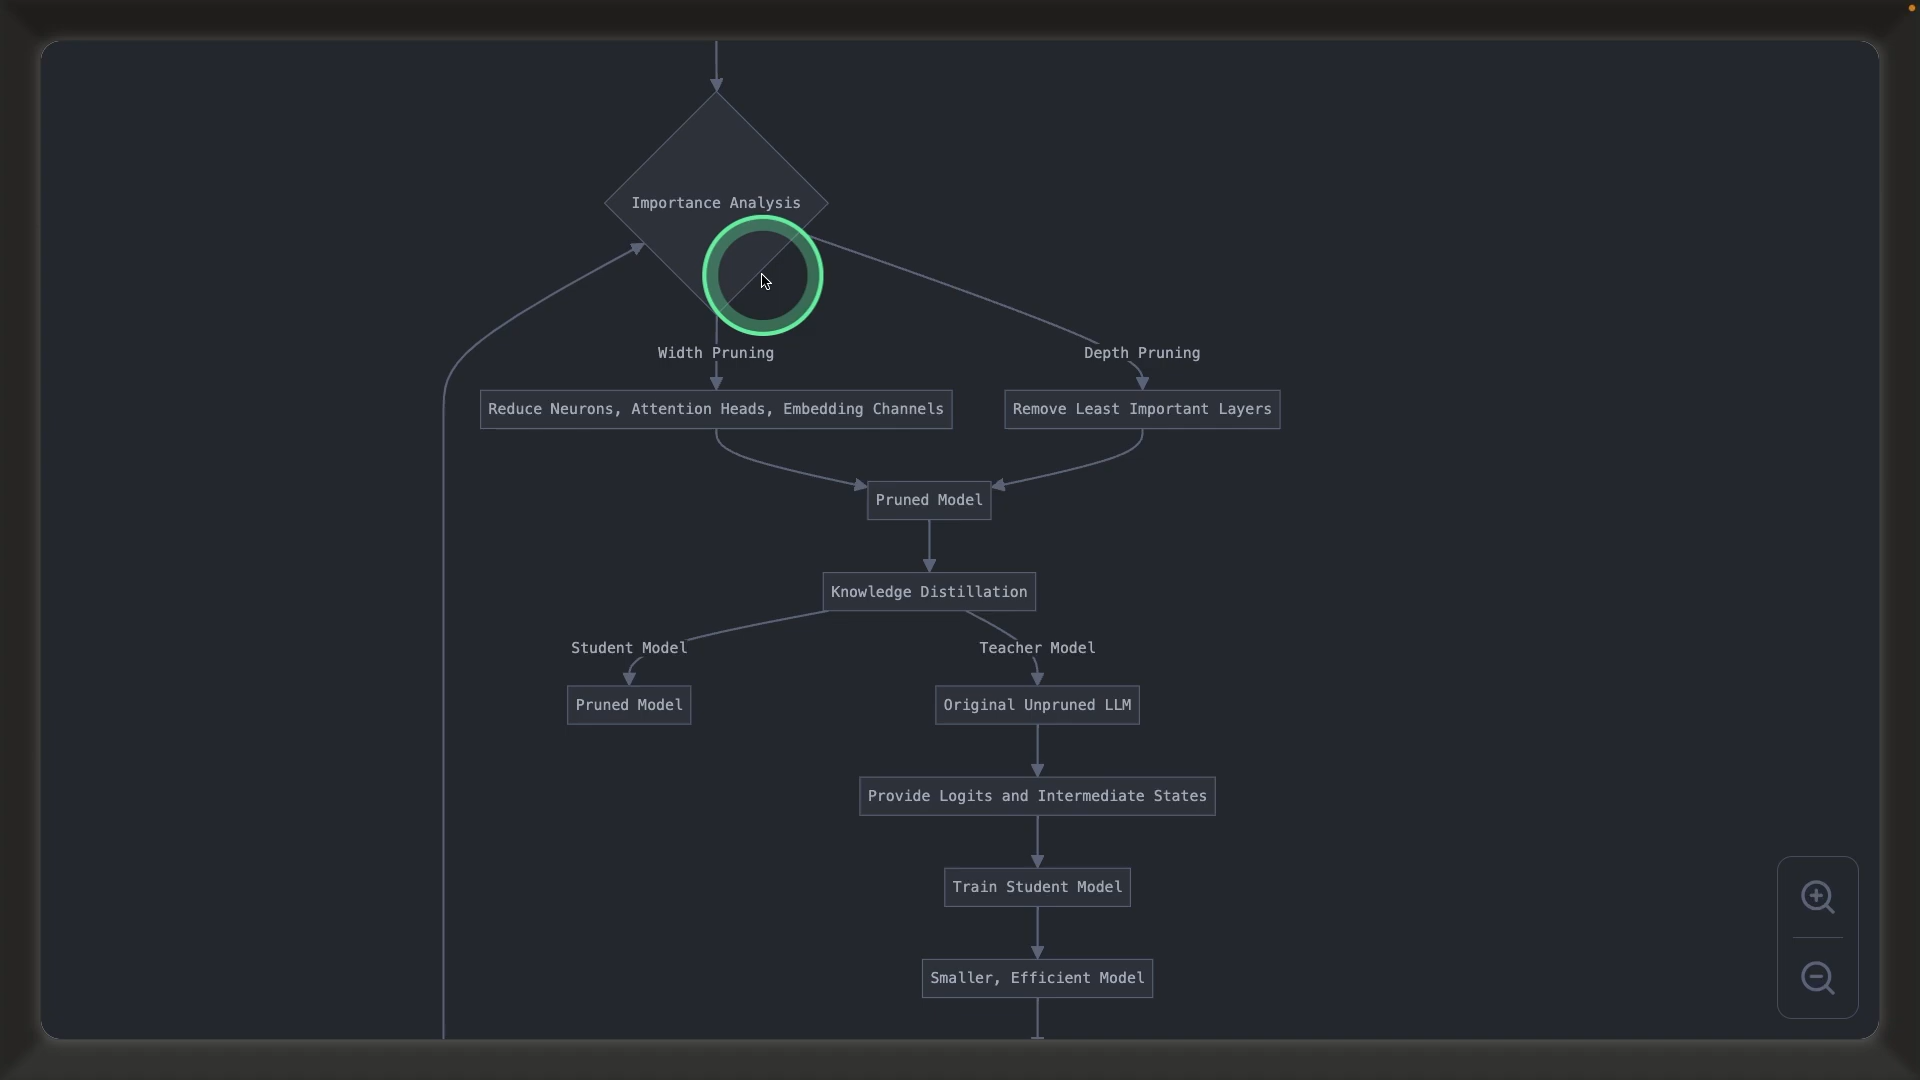 Importance Analysis
Width Pruning
Depth Pruning
Reduce Neurons, Attention Heads, Embedding Channels
Remove Least Important Layers
Pruned Model
Knowledge Distillation
Student Model
Teacher Model
Pruned Model
Original Unpruned LLM
Provide Logits and Intermediate States
Train Student Model
Smaller, Efficient Model